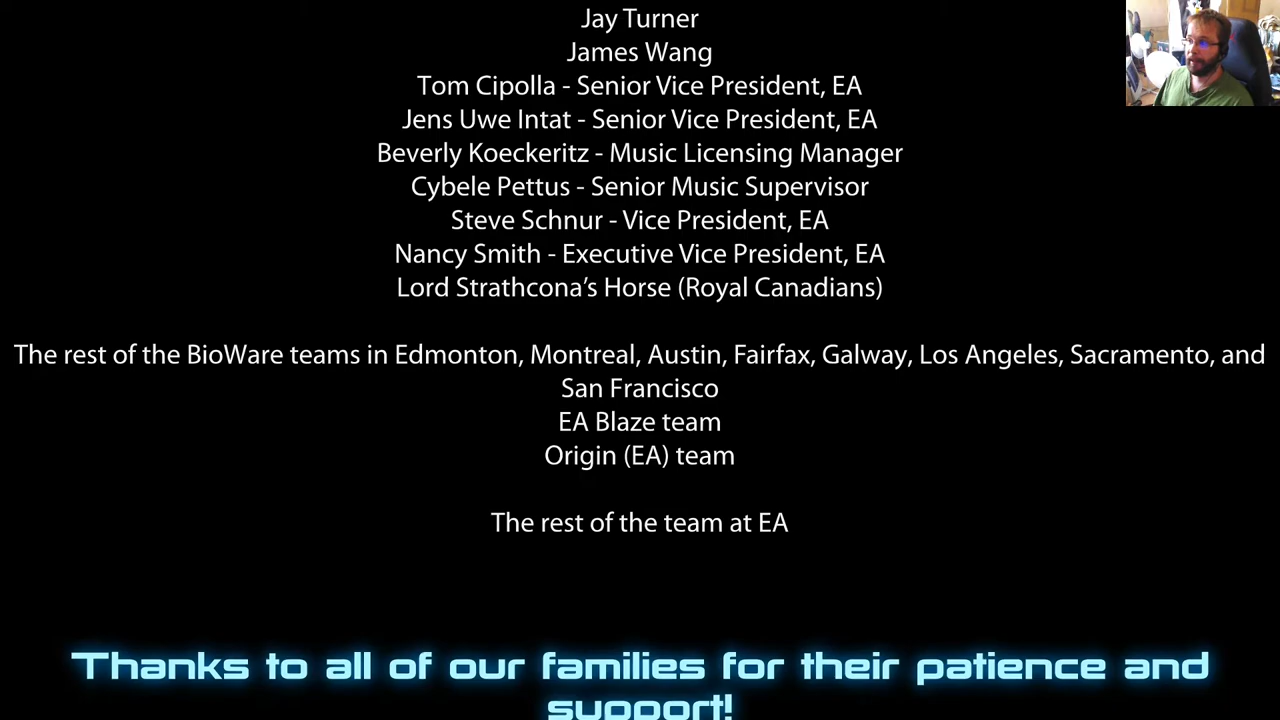 Jay Turner
James Wang
Tom Cipolla - Senior Vice President, EA
Jens Uwe Intat - Senior Vice President, EA
Beverly Koeckeritz - Music Licensing Manager
Cybele Pettus - Senior Music Supervisor
Steve Schnur - Vice President, EA
Nancy Smith - Executive Vice President, EA
Lord Strathcona’s Horse (Royal Canadians)
The rest of the BioWare teams in Edmonton, Montreal, Austin, Fairfax, Galway, Los Angeles, Sacramento, and
San Francisco
EA Blaze team
Origin (EA) team
The rest of the team at EA
Thanks to all of our families for their patience and
support!